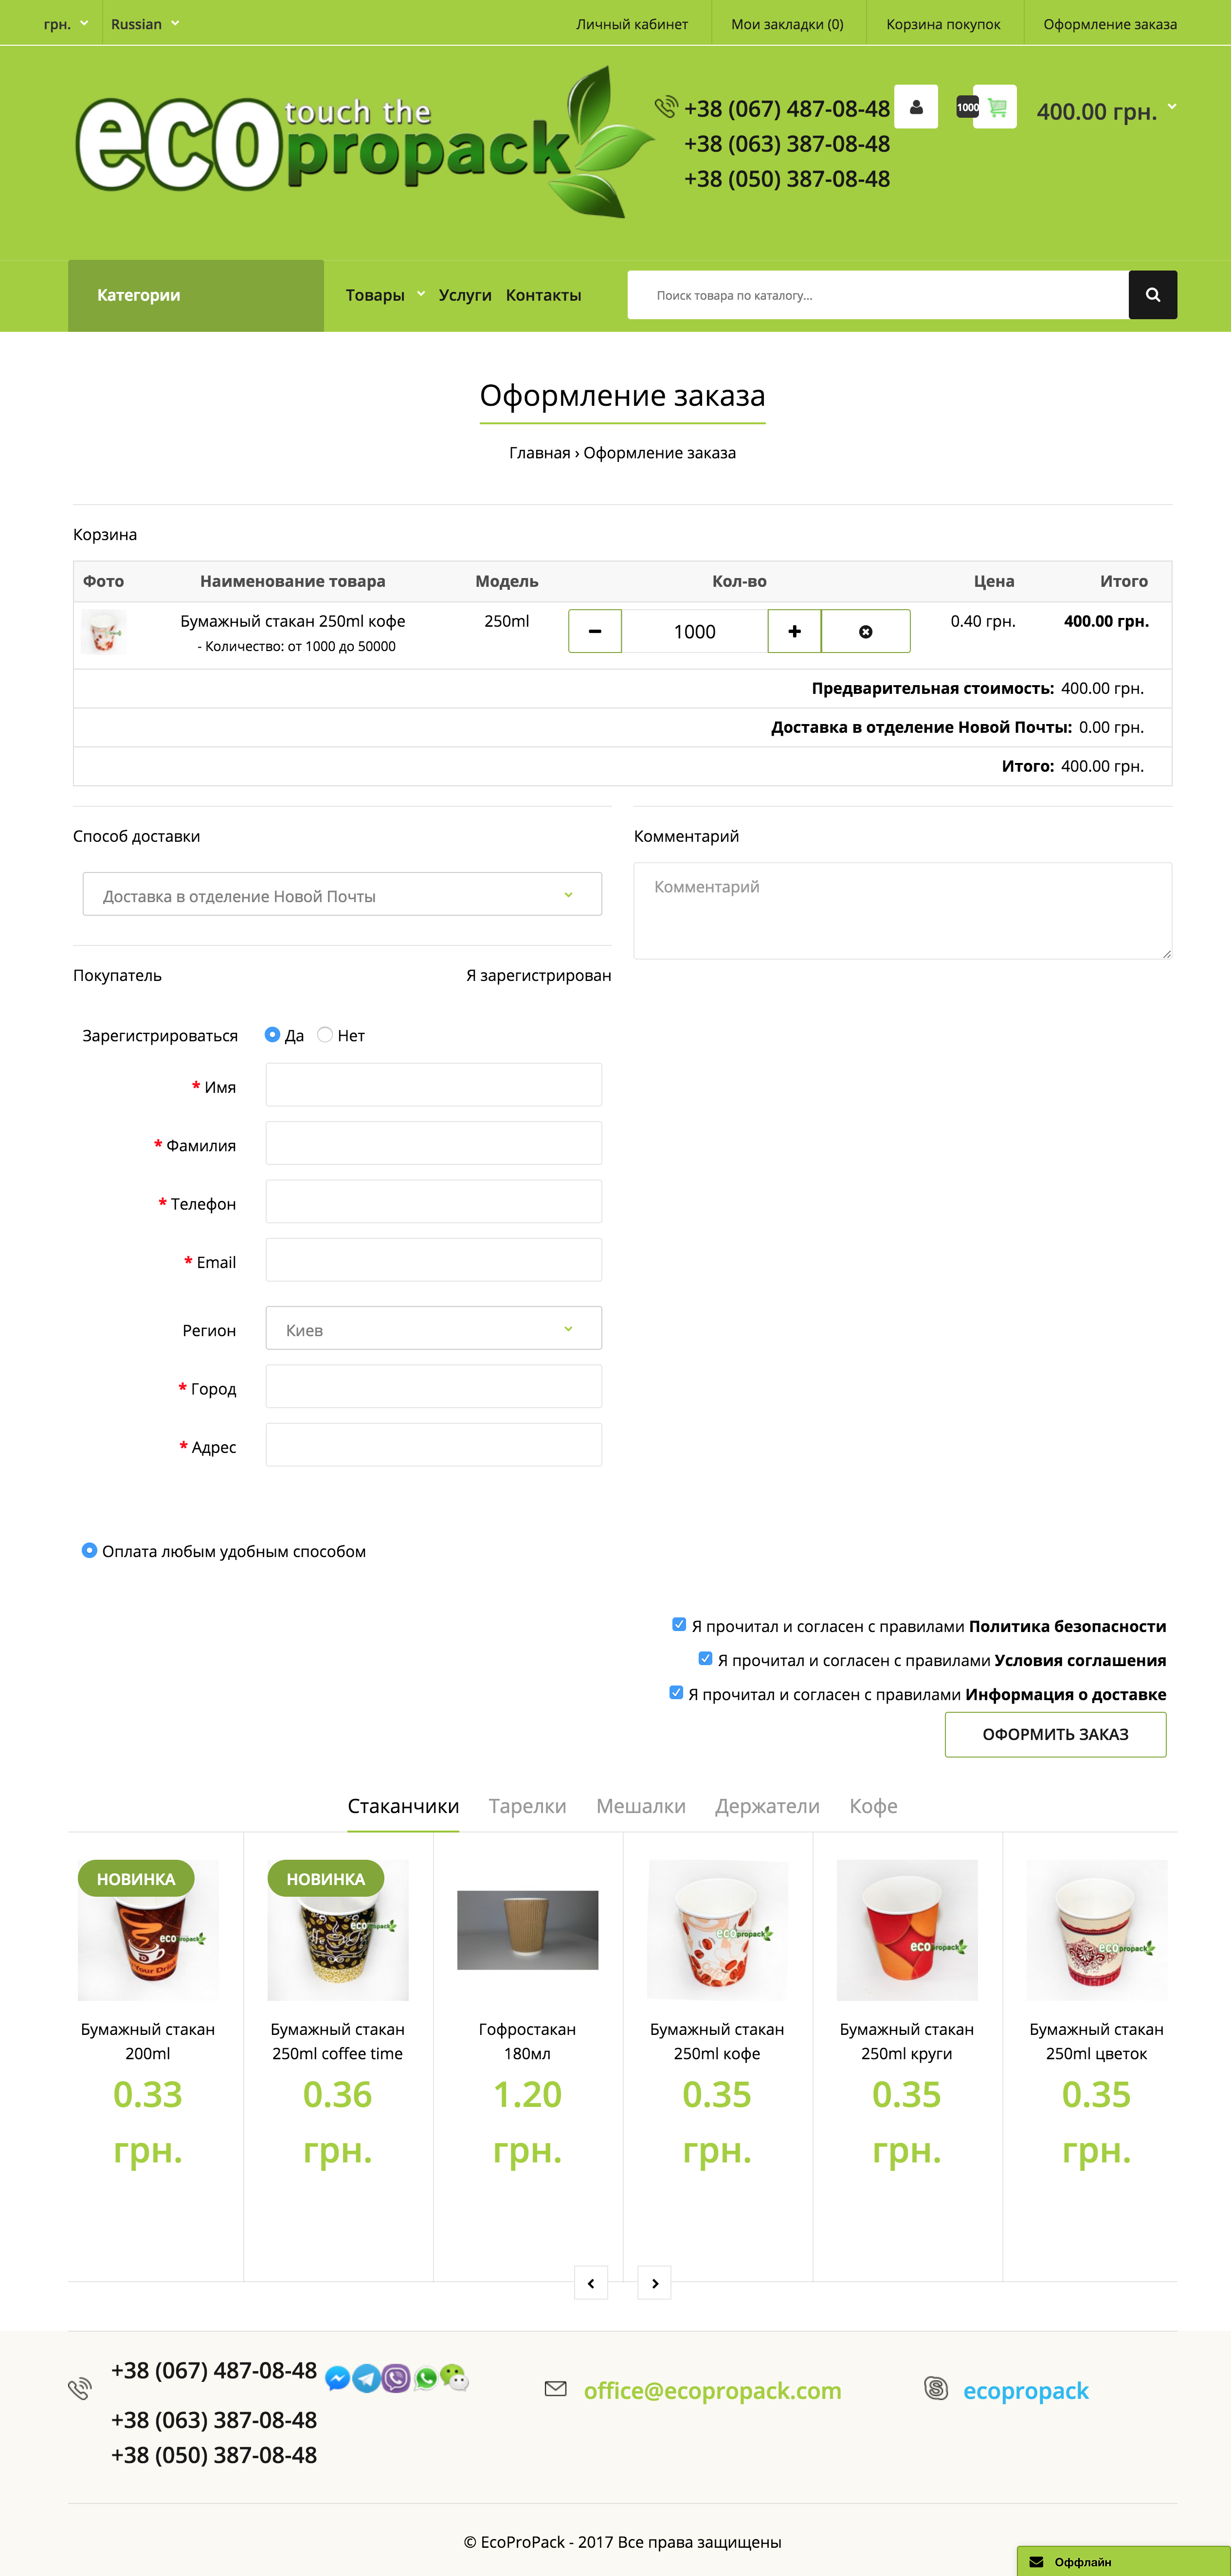 грн. Russian Личный кабинет Мои закладки (0) Корзина покупок Оформление заказа
eco touch the propack
+38 (067) 487-08-48 1000 400.00 грн.
+38 (063) 387-08-48
+38 (050) 387-08-48
Категории Товары Услуги Контакты Поиск товара по каталогу...
Оформление заказа
Главная › Оформление заказа
Корзина
Фото Наименование товара Модель Кол-во Цена Итого
Бумажный стакан 250ml кофе 250ml 1000 0.40 грн. 400.00 грн.
- Количество: от 1000 до 50000
Предварительная стоимость: 400.00 грн.
Доставка в отделение Новой Почты: 0.00 грн.
Итого: 400.00 грн.
Способ доставки
Доставка в отделение Новой Почты
Комментарий
Комментарий
Покупатель Я зарегистрирован
Зарегистрироваться Да Нет
* Имя
* Фамилия
* Телефон
* Email
Регион Киев
* Город
* Адрес
Оплата любым удобным способом
Я прочитал и согласен с правилами Политика безопасности
Я прочитал и согласен с правилами Условия соглашения
Я прочитал и согласен с правилами Информация о доставке
ОФОРМИТЬ ЗАКАЗ
Стаканчики Тарелки Мешалки Держатели Кофе
НОВИНКА НОВИНКА
ecopropack ecopropack ecopropack ecopropack ecopropack
Your Drink
Бумажный стакан Бумажный стакан Гофростакан Бумажный стакан Бумажный стакан Бумажный стакан
200ml 250ml coffee time 180мл 250ml кофе 250ml круги 250ml цветок
0.33 0.36 1.20 0.35 0.35 0.35
грн. грн. грн. грн. грн. грн.
+38 (067) 487-08-48 office@ecopropack.com ecopropack
+38 (063) 387-08-48
+38 (050) 387-08-48
© EcoProPack - 2017 Все права защищены
Оффлайн